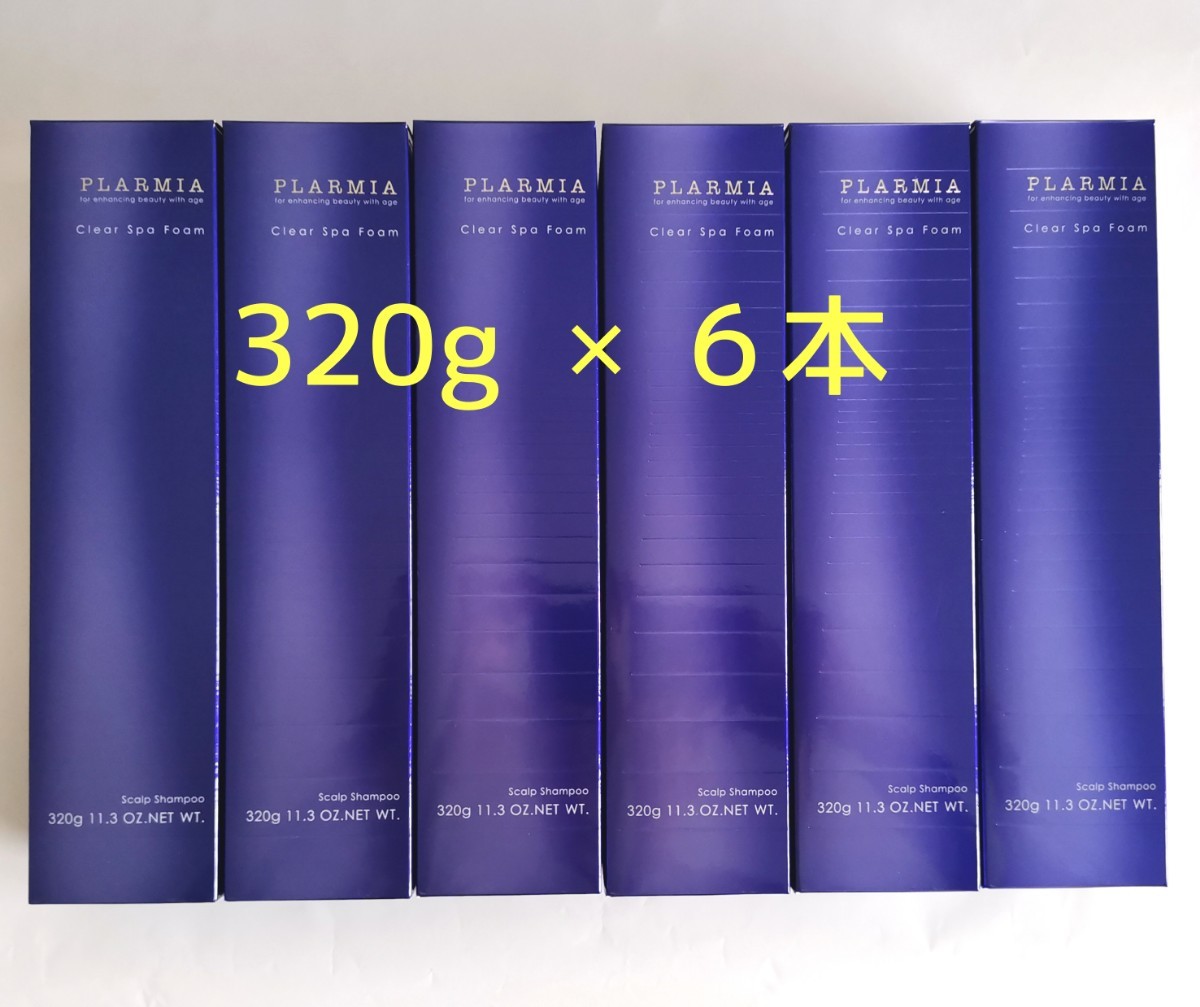 PLARMIA
for enhancing beauty with age
Clear Spa Foam
Scalp Shampoo
320g 11.3 OZ.NET WT.
PLARMIA
for enhancing beauty with age
Clear Spa Foam
Scalp Shampoo
320g 11.3 OZ.NET WT.
PLARMIA
for enhancing beauty with age
Clear Spa Foam
Scalp Shampoo
320g 11.3 OZ.NET WT.
PLARMIA
for enhancing beauty with age
Clear Spa Foam
Scalp Shampoo
320g 11.3 OZ.NET WT.
PLARMIA
for enhancing beauty with age
Clear Spa Foam
Scalp Shampoo
320g 11.3 OZ.NET WT.
PLARMIA
for enhancing beauty with age
Clear Spa Foam
Scalp Shampoo
320g 11.3 OZ.NET WT.
320g × 6本